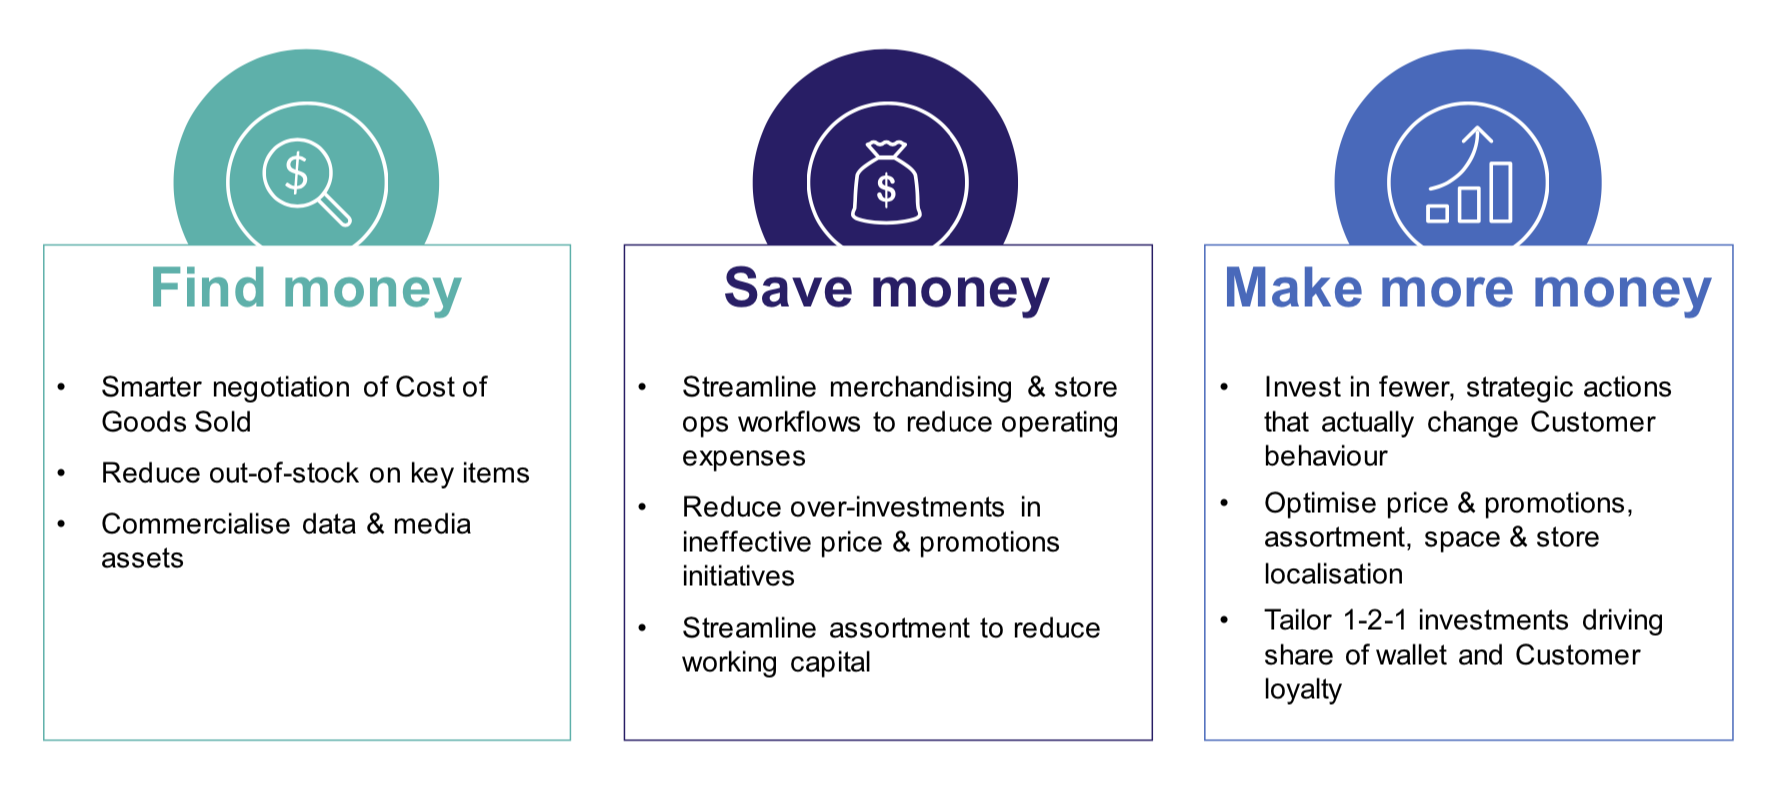 $
Find money
• Smarter negotiation of Cost of
Goods Sold
• Reduce out-of-stock on key items
• Commercialise data & media
assets
$
Save money
• Streamline merchandising & store
ops workflows to reduce operating
expenses
• Reduce over-investments in
ineffective price & promotions
initiatives
• Streamline assortment to reduce
working capital
Make more money
• Invest in fewer, strategic actions
that actually change Customer
behaviour
• Optimise price & promotions,
assortment, space & store
localisation
• Tailor 1-2-1 investments driving
share of wallet and Customer
loyalty